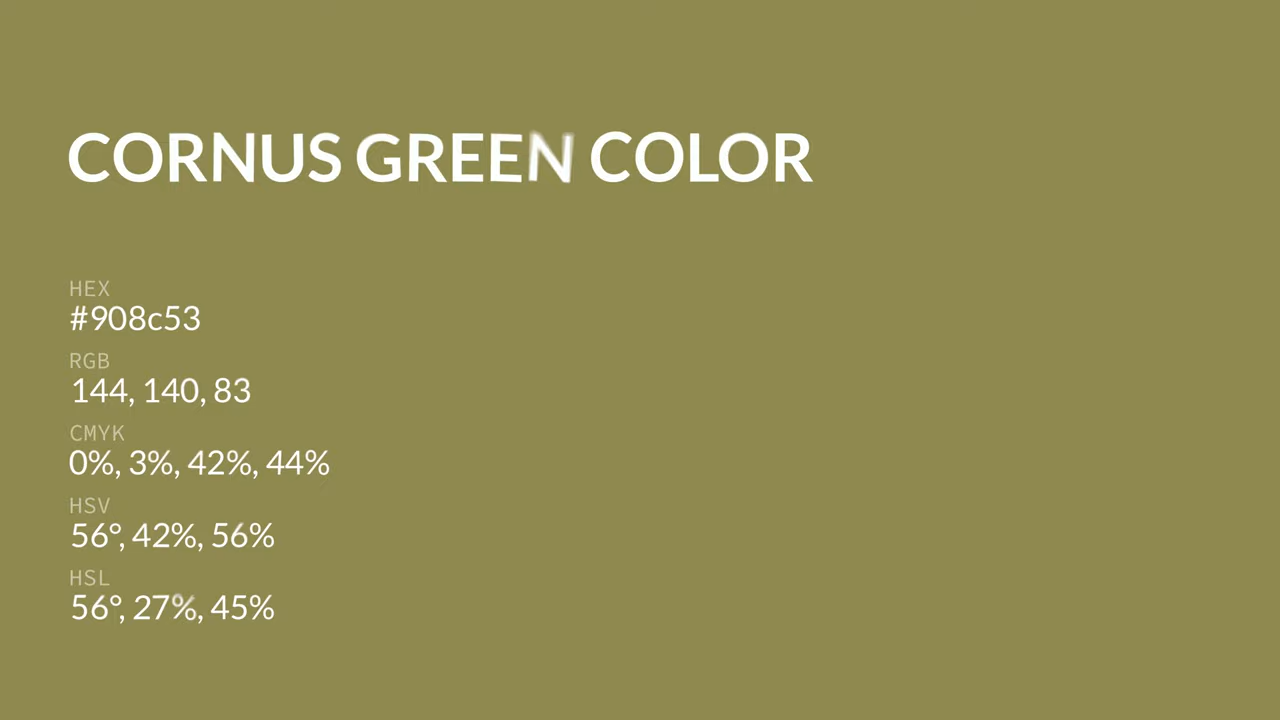 CORNUS GREEN COLOR
HEX
#908c53
RGB
144, 140, 83
CMYK
0%, 3%, 42%, 44%
HSV
56°, 42%, 56%
HSL
56°, 27%, 45%